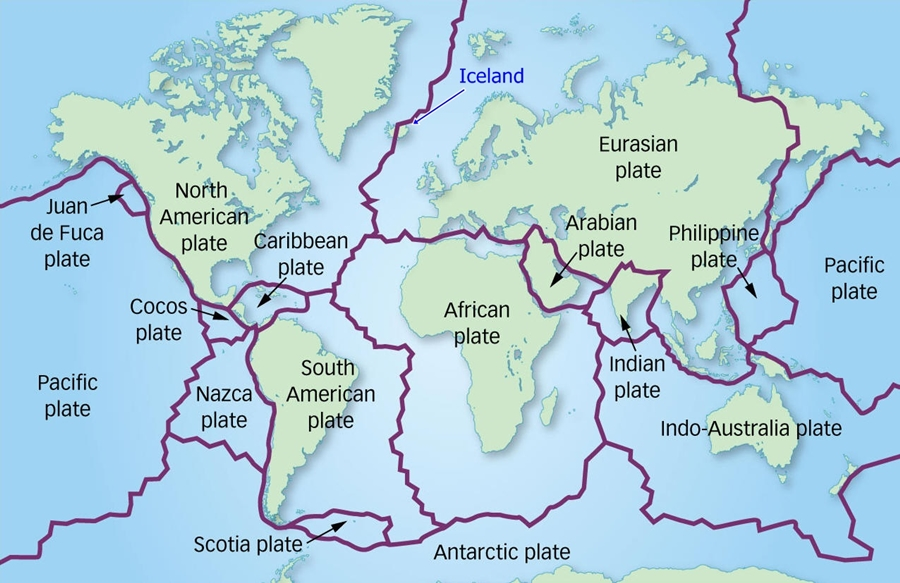 Iceland
Eurasian
plate
North
American
plate
Juan
de Fuca
plate
Caribbean
plate
Arabian
plate
Philippine
plate
Pacific
plate
Cocos
plate
African
plate
Indian
plate
Pacific
plate
Nazca
plate
South
American
plate
Indo-Australia plate
Scotia plate
Antarctic plate